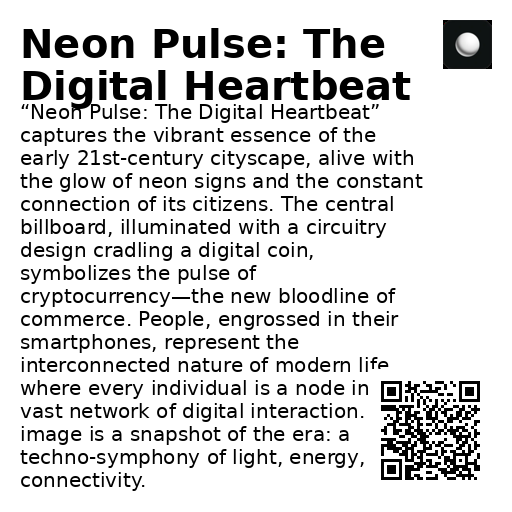 Neon Pulse: The
Digital Heartbeat
“Neon Pulse: The Digital Heartbeat”
captures the vibrant essence of the
early 21st-century cityscape, alive with
the glow of neon signs and the constant
connection of its citizens. The central
billboard, illuminated with a circuitry
design cradling a digital coin,
symbolizes the pulse of
cryptocurrency—the new bloodline of
commerce. People, engrossed in their
smartphones, represent the
interconnected nature of modern life
where every individual is a node in
vast network of digital interaction.
image is a snapshot of the era: a
techno-symphony of light, energy,
connectivity.